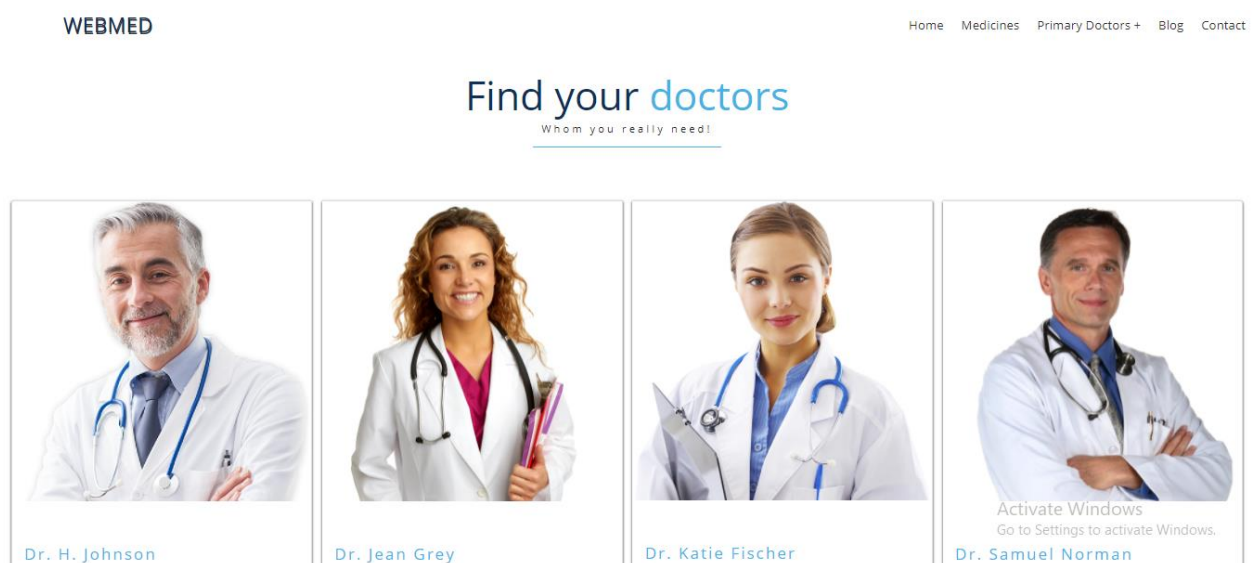 WEBMED
Home Medicines Primary Doctors + Blog Contact
Find your doctors
Whom you really need!
Activate Windows
Go to Settings to activate Windows.
Dr. H. Johnson
Dr. Jean Grey
Dr. Katie Fischer
Dr. Samuel Norman